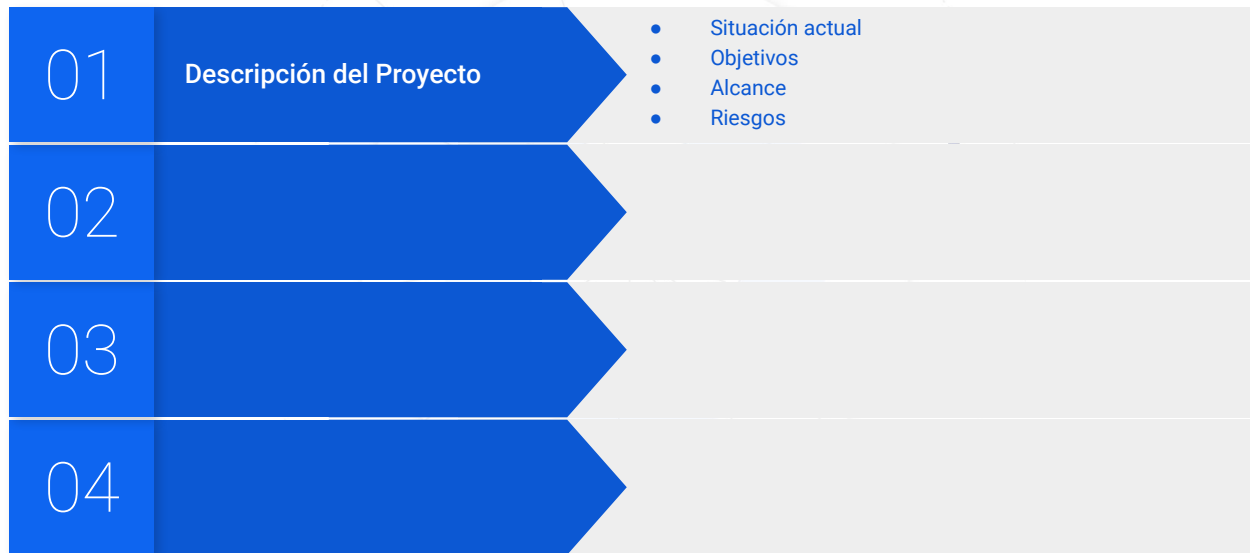 01
Descripción del Proyecto
● Situación actual
● Objetivos
● Alcance
● Riesgos
02
03
04